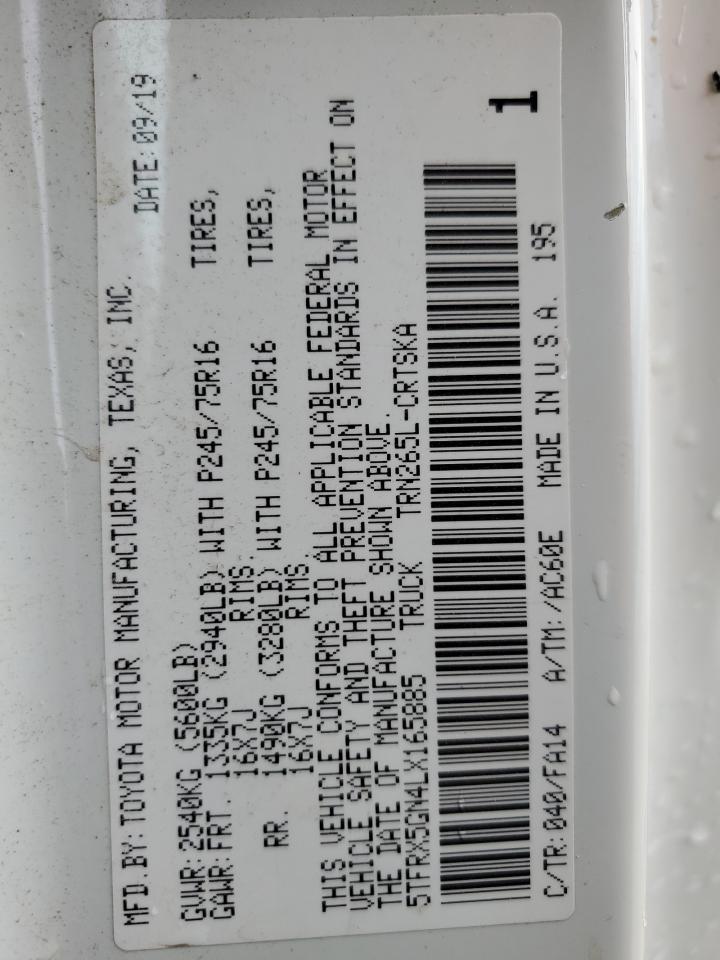 MFD.BY:TOYOTA MOTOR MANUFACTURING, TEXAS, INC. DATE:09/19
GVWR:2540KG (5600LB)
GAWR:FRT. 1335KG (2940LB) WITH P245/75R16 TIRES,
16X7J RIMS.
RR. 1490KG (3280LB) WITH P245/75R16 TIRES,
16X7J RIMS.
THIS VEHICLE CONFORMS TO ALL APPLICABLE FEDERAL MOTOR
VEHICLE SAFETY AND THEFT PREVENTION STANDARDS IN EFFECT ON
THE DATE OF MANUFACTURE SHOWN ABOVE.
5TFRX5GN4LX165885 TRUCK TRN265L-CRTSKA
1
C/TR:040/FA14 A/TM:/AC60E MADE IN U.S.A. 195